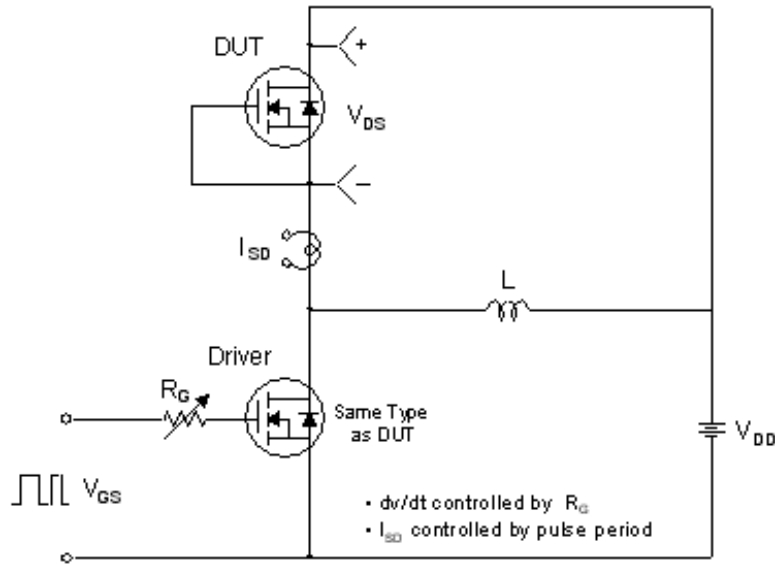 DUT
+
V_DS
–
I_SD
L
Driver
R_G
Same Type
as DUT
V_DD
V_GS
• dv/dt controlled by R_G
• I_SD controlled by pulse period